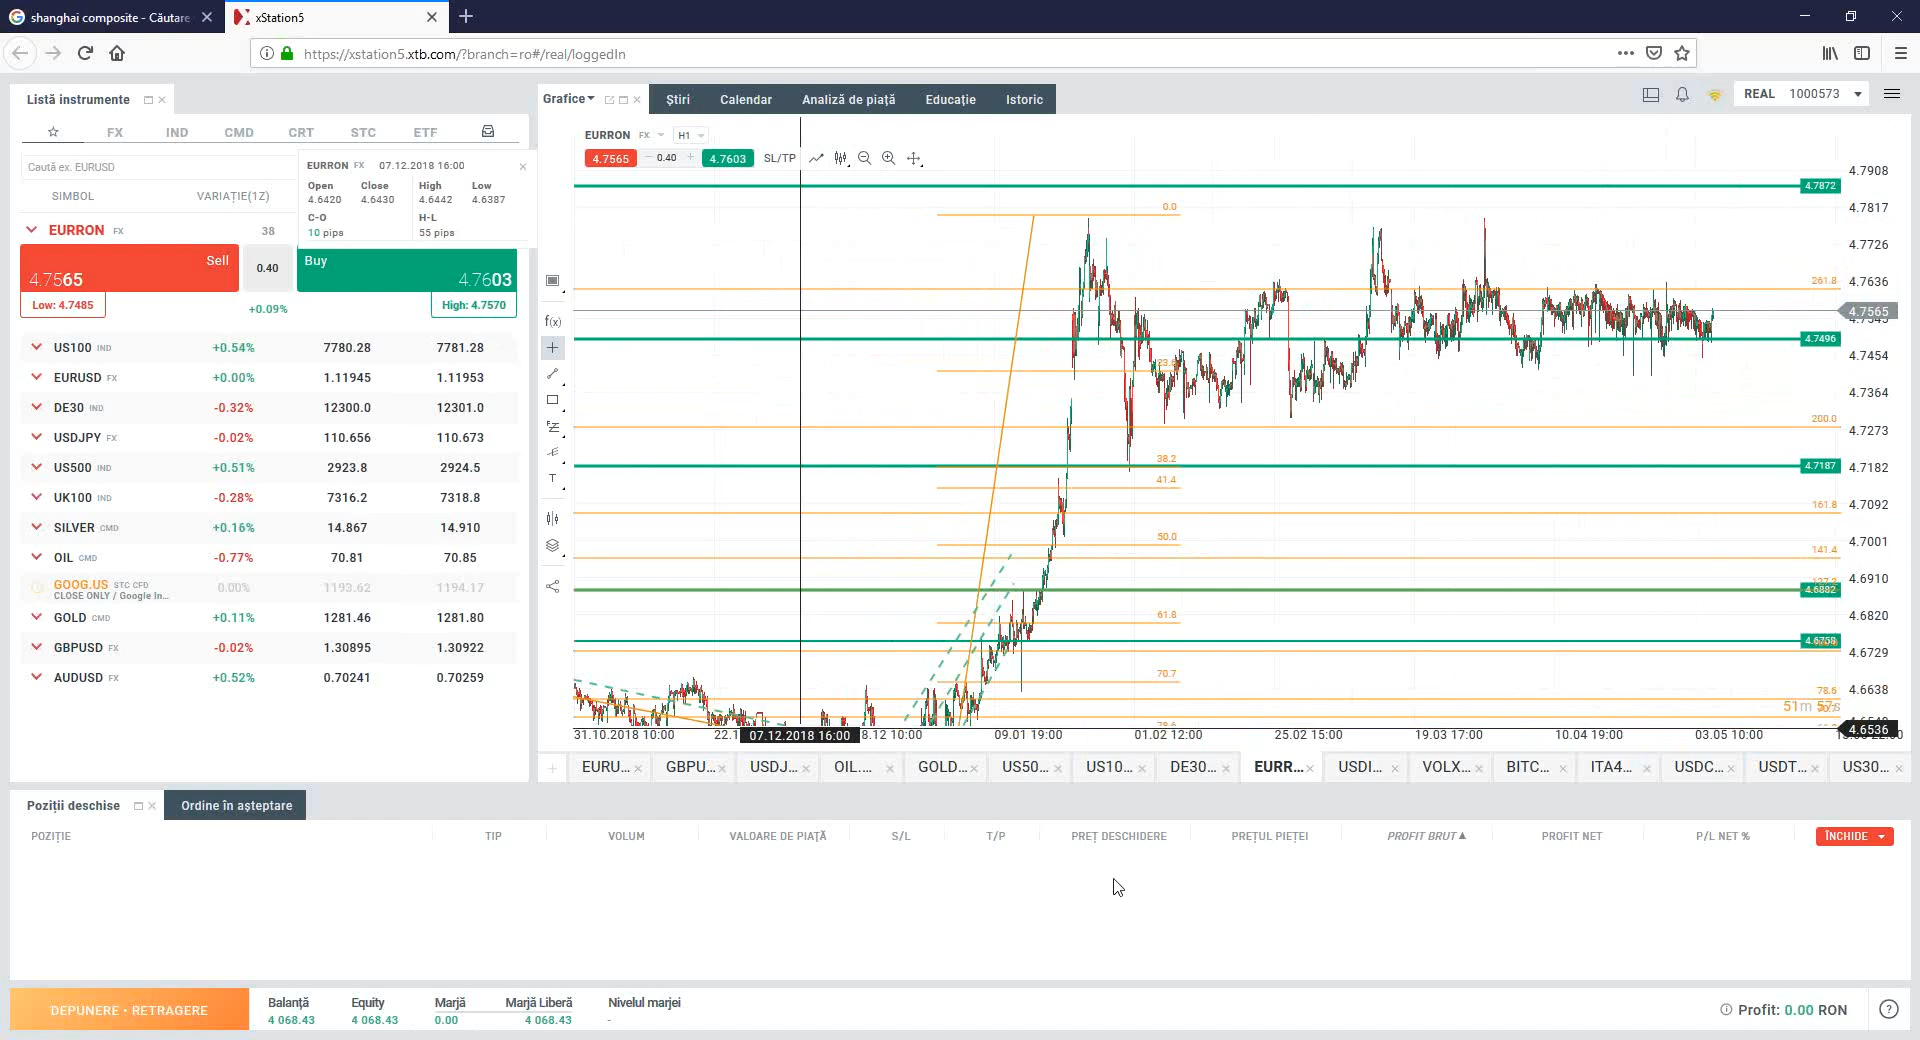 shanghai composite - Căutare
xStation5
https://xstation5.xtb.com/?branch=ro#/real/loggedIn
Listă instrumente
FX IND CMD CRT STC ETF
Caută ex. EURUSD
SIMBOL VARIAȚIE(1Z)
EURRON FX 07.12.2018 16:00
Open Close High Low
4.6420 4.6430 4.6442 4.6387
C-O H-L
10 pips 55 pips
EURRON FX 38
Sell 0.40 Buy
4.7565 4.7603
Low: 4.7485 +0.09% High: 4.7570
US100 IND +0.54% 7780.28 7781.28
EURUSD FX +0.00% 1.11945 1.11953
DE30 IND -0.32% 12300.0 12301.0
USDJPY FX -0.02% 110.656 110.673
US500 IND +0.51% 2923.8 2924.5
UK100 IND -0.28% 7316.2 7318.8
SILVER CMD +0.16% 14.867 14.910
OIL CMD -0.77% 70.81 70.85
GOOG.US STC CFD 0.00% 1193.62 1194.17
CLOSE ONLY / Google In...
GOLD CMD +0.11% 1281.46 1281.80
GBPUSD FX -0.02% 1.30895 1.30922
AUDUSD FX +0.52% 0.70241 0.70259
Grafice Știri Calendar Analiză de piață Educație Istoric
REAL 1000573
EURRON FX H1
4.7565 0.40 4.7603 SL/TP
f(x)
T
4.7908
4.7872
4.7817
0.0
4.7726
261.8 4.7636
4.7565
4.7545
4.7496
4.7454
23.6
4.7364
200.0
4.7273
38.2 4.7187 4.7182
41.4
161.8 4.7092
50.0 4.7001
141.4
4.6910
4.6882
61.8 4.6820
4.6758
4.6729
70.7
78.6 4.6638
51m 57s
78.6
4.6536
31.10.2018 10:00 22.1 07.12.2018 16:00 8.12 10:00 09.01 19:00 01.02 12:00 25.02 15:00 19.03 17:00 10.04 19:00 03.05 10:00
EURU... GBPU... USDJ... OIL.... GOLD... US50... US10... DE30... EURR... USDI... VOLX... BITC... ITA4... USDC... USDT... US30...
Poziții deschise Ordine în așteptare
POZIȚIE TIP VOLUM VALOARE DE PIAȚĂ S/L T/P PREȚ DESCHIDERE PREȚUL PIEȚEI PROFIT BRUT PROFIT NET P/L NET % ÎNCHIDE
DEPUNERE • RETRAGERE
Balanță Equity Marjă Marjă Liberă Nivelul marjei
4 068.43 4 068.43 0.00 4 068.43 -
Profit: 0.00 RON
?